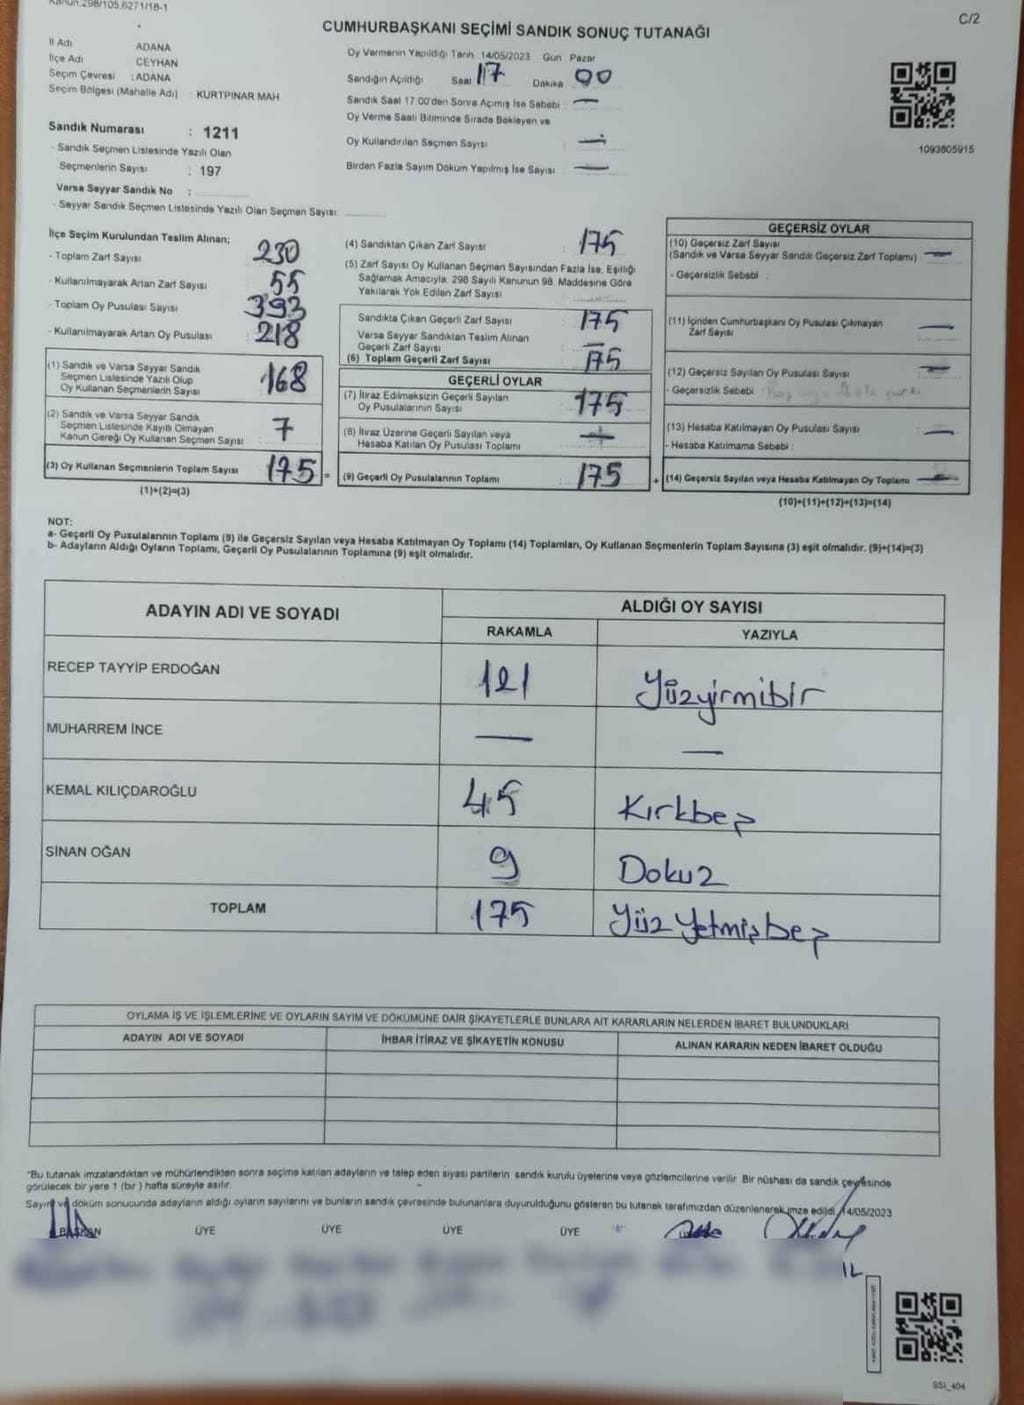 Kanun:298/105,6271/18-1
C/2
CUMHURBAŞKANI SEÇİMİ SANDIK SONUÇ TUTANAĞI
İl Adı ADANA
İlçe Adı CEYHAN
Seçim Çevresi : ADANA
Seçim Bölgesi (Mahalle Adı) KURTPINAR MAH
Sandık Numarası : 1211
- Sandık Seçmen Listesinde Yazılı Olan
Seçmenlerin Sayısı : 197
Varsa Seyyar Sandık No :
- Seyyar Sandık Seçmen Listesinde Yazılı Olan Seçmen Sayısı
Oy Vermenin Yapıldığı Tarih 14/05/2023 Gün Pazar
Sandığın Açıldığı Saat 17 Dakika 00
Sandık Saat 17.00'den Sonra Açımış İse Sebebi : —
Oy Verme Saati Bitiminde Sırada Bekleyen ve
Oy Kullandırılan Seçmen Sayısı : —
Birden Fazla Sayım Döküm Yapılmış İse Sayısı : —
1093805915
İlçe Seçim Kurulundan Teslim Alınan;
- Toplam Zarf Sayısı 230
- Kullanılmayarak Artan Zarf Sayısı 55
- Toplam Oy Pusulası Sayısı 393
- Kullanılmayarak Artan Oy Pusulası 218
(1) Sandık ve Varsa Seyyar Sandık
Seçmen Listesinde Yazılı Olup
Oy Kullanan Seçmenlerin Sayısı 168
(2) Sandık ve Varsa Seyyar Sandık
Seçmen Listesinde Kayıtlı Olmayan
Kanun Gereği Oy Kullanan Seçmen Sayısı 7
(3) Oy Kullanan Seçmenlerin Toplam Sayısı 175 =
(1)+(2)=(3)
(4) Sandıktan Çıkan Zarf Sayısı : 175
(5) Zarf Sayısı Oy Kullanan Seçmen Sayısından Fazla İse, Eşitliği
Sağlamak Amacıyla, 298 Sayılı Kanunun 98. Maddesine Göre
Yakılarak Yok Edilen Zarf Sayısı
Sandıkta Çıkan Geçerli Zarf Sayısı 175
Varsa Seyyar Sandıktan Teslim Alınan
Geçerli Zarf Sayısı —
(6) Toplam Geçerli Zarf Sayısı 175
GEÇERLİ OYLAR
(7) İtiraz Edilmeksizin Geçerli Sayılan
Oy Pusulalarının Sayısı 175
(8) İtiraz Üzerine Geçerli Sayılan veya
Hesaba Katılan Oy Pusulası Toplamı
(9) Geçerli Oy Pusulalarının Toplamı : 175 +
GEÇERSİZ OYLAR
(10) Geçersiz Zarf Sayısı
(Sandık ve Varsa Seyyar Sandık Geçersiz Zarf Toplamı) —
- Geçersizlik Sebebi :
(11) İçinden Cumhurbaşkanı Oy Pusulası Çıkmayan
Zarf Sayısı —
(12) Geçersiz Sayılan Oy Pusulası Sayısı —
- Geçersizlik Sebebi :
(13) Hesaba Katılmayan Oy Pusulası Sayısı —
- Hesaba Katılmama Sebebi :
(14) Geçersiz Sayılan veya Hesaba Katılmayan Oy Toplamı —
(10)+(11)+(12)+(13)=(14)
NOT:
a- Geçerli Oy Pusulalarının Toplamı (9) ile Geçersiz Sayılan veya Hesaba Katılmayan Oy Toplamı (14) Toplamları, Oy Kullanan Seçmenlerin Toplam Sayısına (3) eşit olmalıdır. (9)+(14)=(3)
b- Adayların Aldığı Oyların Toplamı, Geçerli Oy Pusulalarının Toplamına (9) eşit olmalıdır.
ADAYIN ADI VE SOYADI ALDIĞI OY SAYISI
RAKAMLA YAZIYLA
RECEP TAYYİP ERDOĞAN 121 Yüzyirmibir
MUHARREM İNCE — —
KEMAL KILIÇDAROĞLU 45 Kırkbeş
SİNAN OĞAN 9 Dokuz
TOPLAM 175 Yüz Yetmişbeş
OYLAMA İŞ VE İŞLEMLERİNE VE OYLARIN SAYIM VE DÖKÜMÜNE DAİR ŞİKAYETLERLE BUNLARA AİT KARARLARIN NELERDEN İBARET BULUNDUKLARI
ADAYIN ADI VE SOYADI İHBAR İTİRAZ VE ŞİKAYETİN KONUSU ALINAN KARARIN NEDEN İBARET OLDUĞU
*Bu tutanak imzalandıktan ve mühürlendikten sonra seçime katılan adayların ve talep eden siyasi partilerin sandık kurulu üyelerine veya gözlemcilerine verilir. Bir nüshası da sandık çevresinde
görülecek bir yere 1 (bir ) hafta süreyle asılır.
Sayım ve döküm sonucunda adayların aldığı oyların sayılarını ve bunların sandık çevresinde bulunanlara duyurulduğunu gösteren bu tutanak tarafımızdan düzenlenerek imza edildi. 14/05/2023
BAŞKAN ÜYE ÜYE ÜYE ÜYE
SSI_404